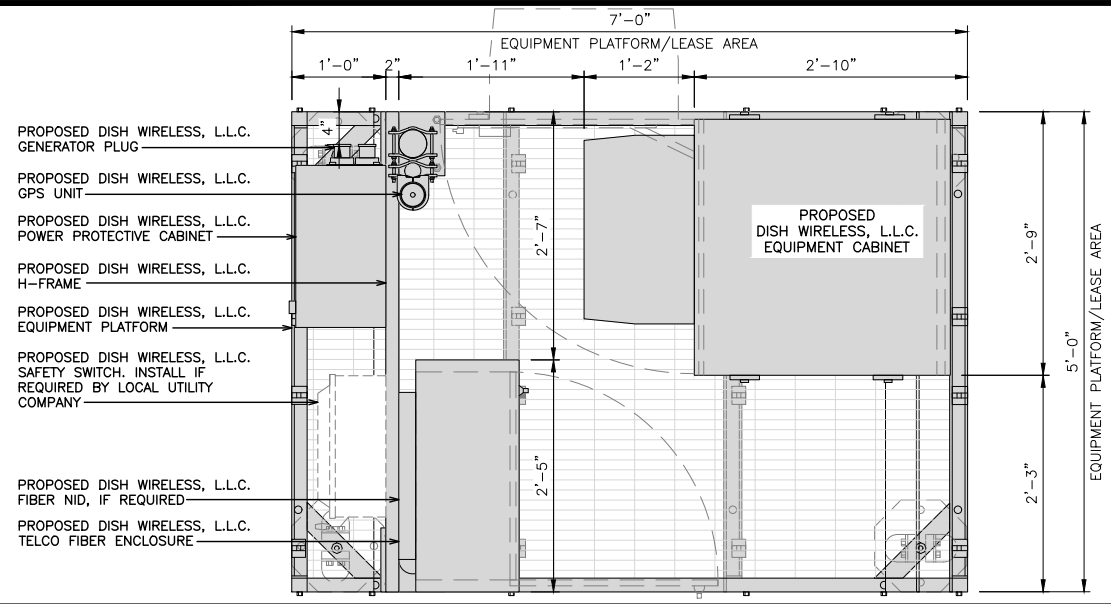 7'-0"
EQUIPMENT PLATFORM/LEASE AREA
1'-0"
2"
1'-11"
1'-2"
2'-10"
4"
PROPOSED DISH WIRELESS, L.L.C.
GENERATOR PLUG
PROPOSED DISH WIRELESS, L.L.C.
GPS UNIT
PROPOSED DISH WIRELESS, L.L.C.
POWER PROTECTIVE CABINET
PROPOSED DISH WIRELESS, L.L.C.
H-FRAME
PROPOSED DISH WIRELESS, L.L.C.
EQUIPMENT PLATFORM
PROPOSED DISH WIRELESS, L.L.C.
SAFETY SWITCH. INSTALL IF
REQUIRED BY LOCAL UTILITY
COMPANY
PROPOSED DISH WIRELESS, L.L.C.
FIBER NID, IF REQUIRED
PROPOSED DISH WIRELESS, L.L.C.
TELCO FIBER ENCLOSURE
2'-7"
2'-5"
PROPOSED
DISH WIRELESS, L.L.C.
EQUIPMENT CABINET
2'-9"
2'-3"
5'-0"
EQUIPMENT PLATFORM/LEASE AREA